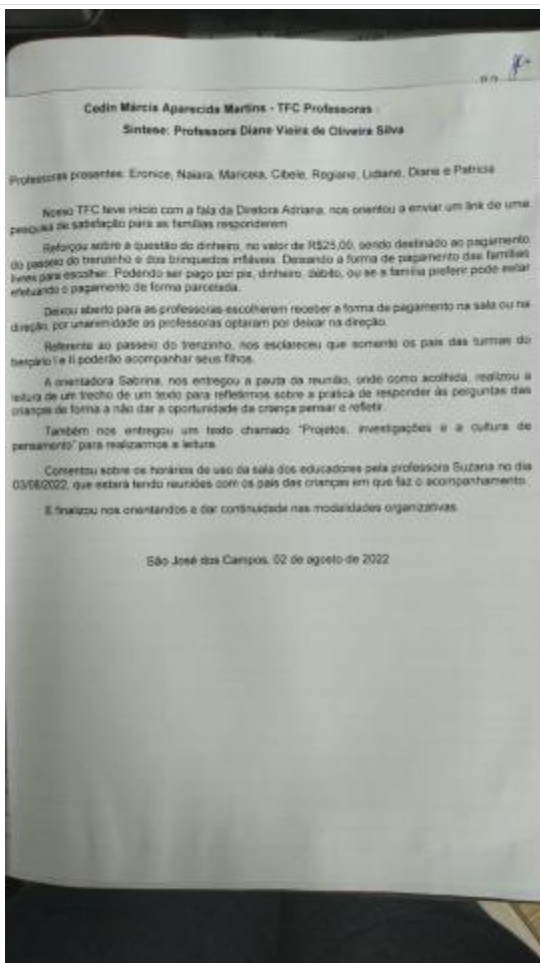 Cedin Márcia Aparecida Martins - TFC Professoras
Síntese: Professora Diane Vieira de Oliveira Silva
Professoras presentes: Eronice, Naiara, Maricela, Cibele, Regiane, Lidiane, Diane e Patrícia
Nosso TFC teve início com a fala da Diretora Adriana, nos orientou a enviar um link de uma
pesquisa de satisfação para as famílias responderem.
Reforçou sobre a questão do dinheiro, no valor de R$25,00, sendo destinado ao pagamento
do passeio do trenzinho e dos brinquedos infláveis. Deixando a forma de pagamento das famílias
livres para escolher. Podendo ser pago por pix, dinheiro, débito, ou se a família preferir pode estar
efetuando o pagamento de forma parcelada.
Deixou aberto para as professoras escolherem receber a forma de pagamento na sala ou na
direção, por unanimidade as professoras optaram por deixar na direção.
Referente ao passeio do trenzinho, nos esclareceu que somente os pais das turmas do
berçário I e II poderão acompanhar seus filhos.
A orientadora Sabrina, nos entregou a pauta da reunião, onde como acolhida, realizou a
leitura de um trecho de um texto para refletirmos sobre a prática de responder às perguntas das
crianças de forma a não dar a oportunidade da criança pensar e refletir.
Também nos entregou um texto chamado "Projetos, investigações e a cultura de
pensamento" para realizarmos a leitura.
Comentou sobre os horários de uso da sala dos educadores pela professora Suzana no dia
03/08/2022, que estará tendo reuniões com os pais das crianças em que faz o acompanhamento.
E finalizou nos orientandos e dar continuidade nas modalidades organizativas.
São José dos Campos, 02 de agosto de 2022